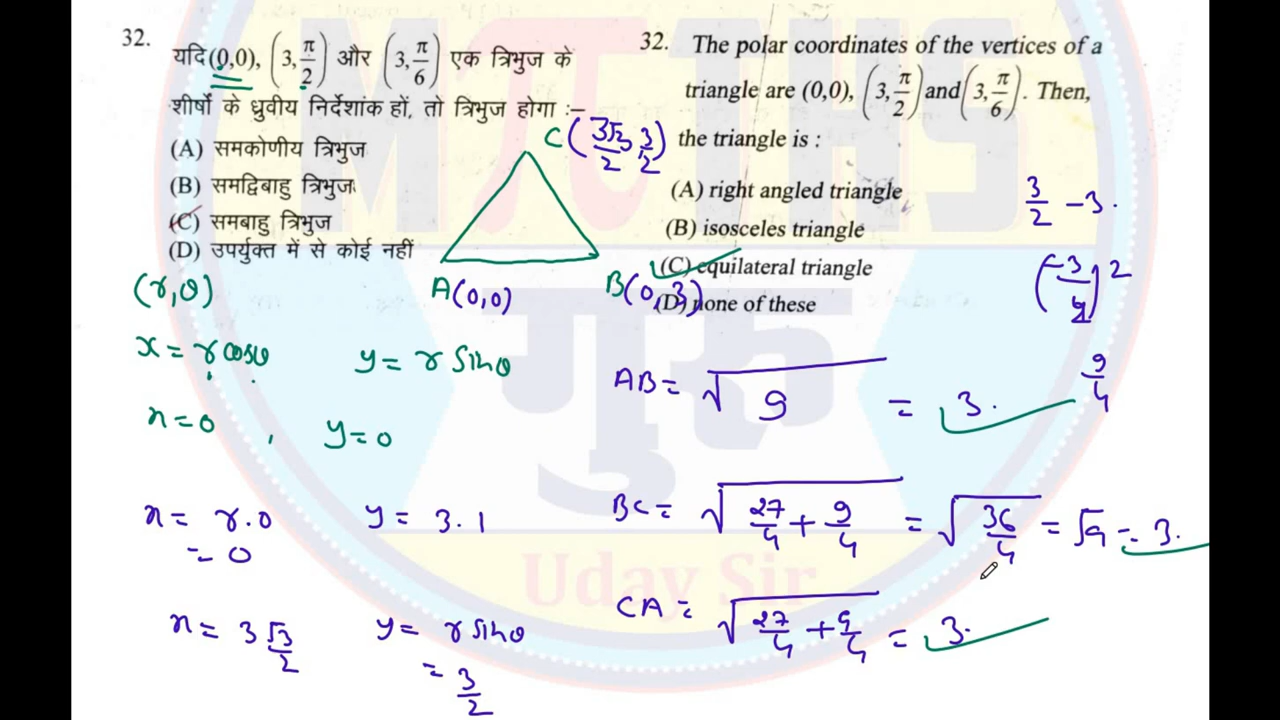 32.
यदि (0,0), (3, π/2) और (3, π/6) एक त्रिभुज के
शीर्षों के ध्रुवीय निर्देशांक हों, तो त्रिभुज होगा :–
(A) समकोणीय त्रिभुज
(B) समद्विबाहु त्रिभुज
(C) समबाहु त्रिभुज
(D) उपर्युक्त में से कोई नहीं
32. The polar coordinates of the vertices of a
triangle are (0,0), (3, π/2) and (3, π/6). Then,
the triangle is :
(A) right angled triangle
(B) isosceles triangle
(C) equilateral triangle
(D) none of these
C (3√3/2, 3/2)
A(0,0)
B(0,3)
3/2 - 3.
(-3/2)²
9/4
(r,θ)
x = r cosθ
y = r sinθ
x = 0 , y = 0
x = r.0
= 0
y = 3.1
x = 3 √3/2
y = r sinθ
= 3/2
AB = √9 = 3.
BC = √(27/4 + 9/4) = √(36/4) = √9 = 3.
CA = √(27/4 + 9/4) = 3.
MπTHS
गुरु
Uday Sir